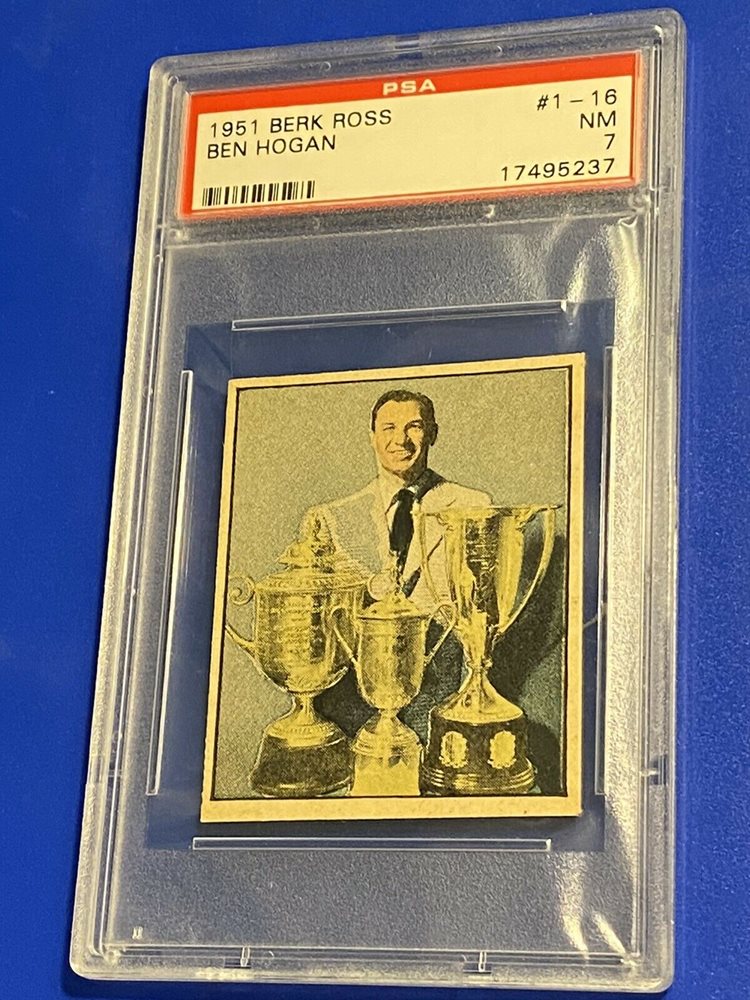 PSA
1951 BERK ROSS
BEN HOGAN
#1-16
NM
7
17495237